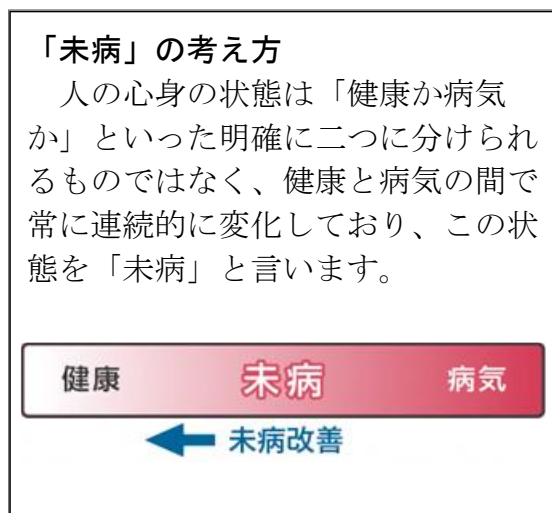 「未病」の考え方
　人の心身の状態は「健康か病気
か」といった明確に二つに分けられ
るものではなく、健康と病気の間で
常に連続的に変化しており、この状
態を「未病」と言います。
健康 未病 病気
未病改善